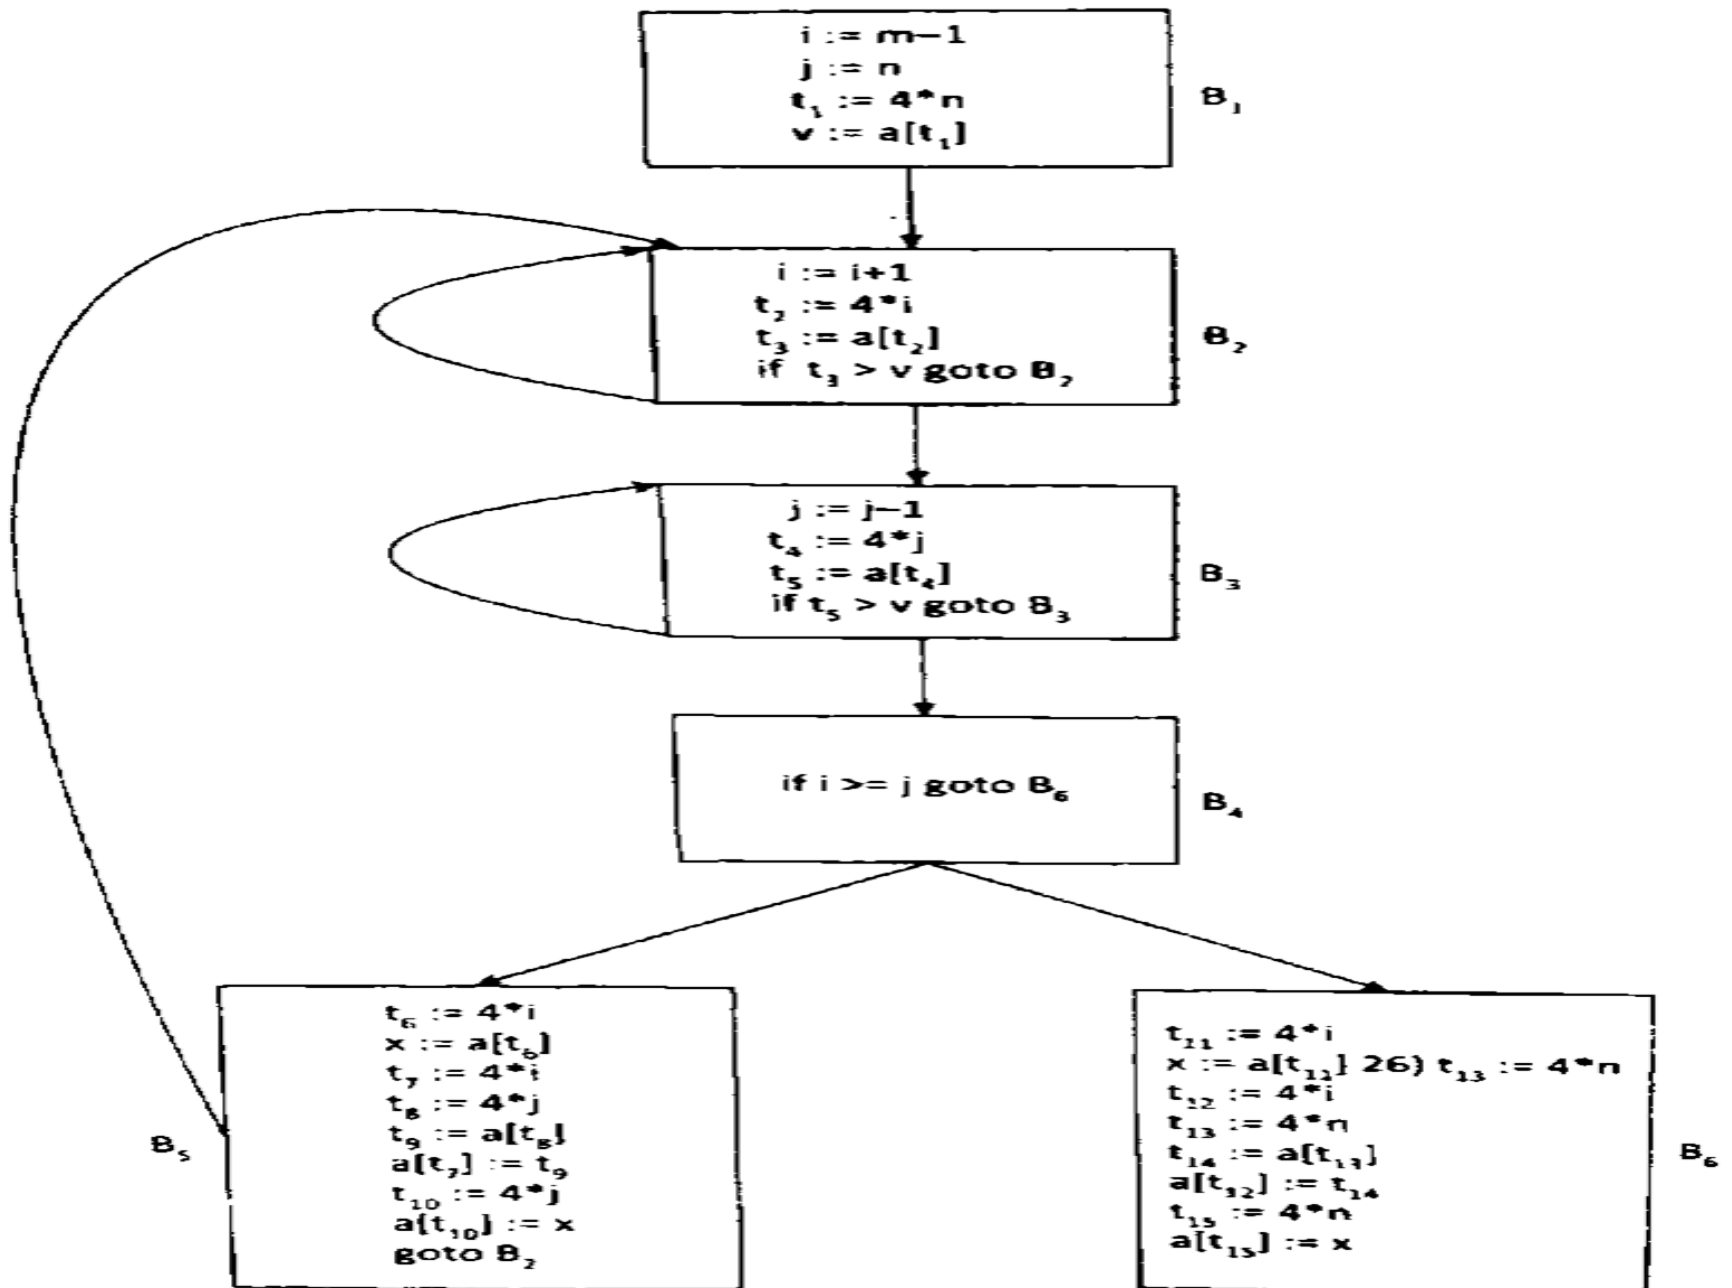 i := m−1
j := n
t₁ := 4*n
v := a[t₁]
B₁
i := i+1
t₂ := 4*i
t₃ := a[t₂]
if t₃ > v goto B₂
B₂
j := j−1
t₄ := 4*j
t₅ := a[t₄]
if t₅ > v goto B₃
B₃
if i >= j goto B₆
B₄
t₆ := 4*i
x := a[t₆]
t₇ := 4*i
t₈ := 4*j
t₉ := a[t₈]
a[t₇] := t₉
t₁₀ := 4*j
a[t₁₀] := x
goto B₂
B₅
t₁₁ := 4*i
x := a[t₁₁] 26) t₁₃ := 4*n
t₁₂ := 4*i
t₁₃ := 4*n
t₁₄ := a[t₁₃]
a[t₁₂] := t₁₄
t₁₅ := 4*n
a[t₁₅] := x
B₆